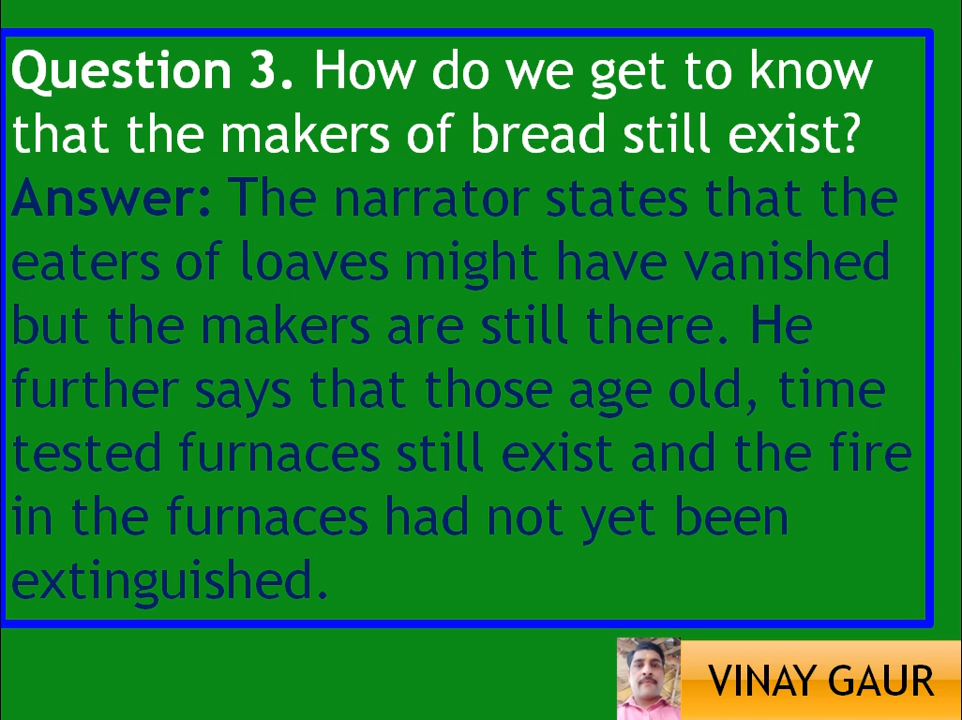 Question 3. How do we get to know
that the makers of bread still exist?
Answer: The narrator states that the
eaters of loaves might have vanished
but the makers are still there. He
further says that those age old, time
tested furnaces still exist and the fire
in the furnaces had not yet been
extinguished.
VINAY GAUR